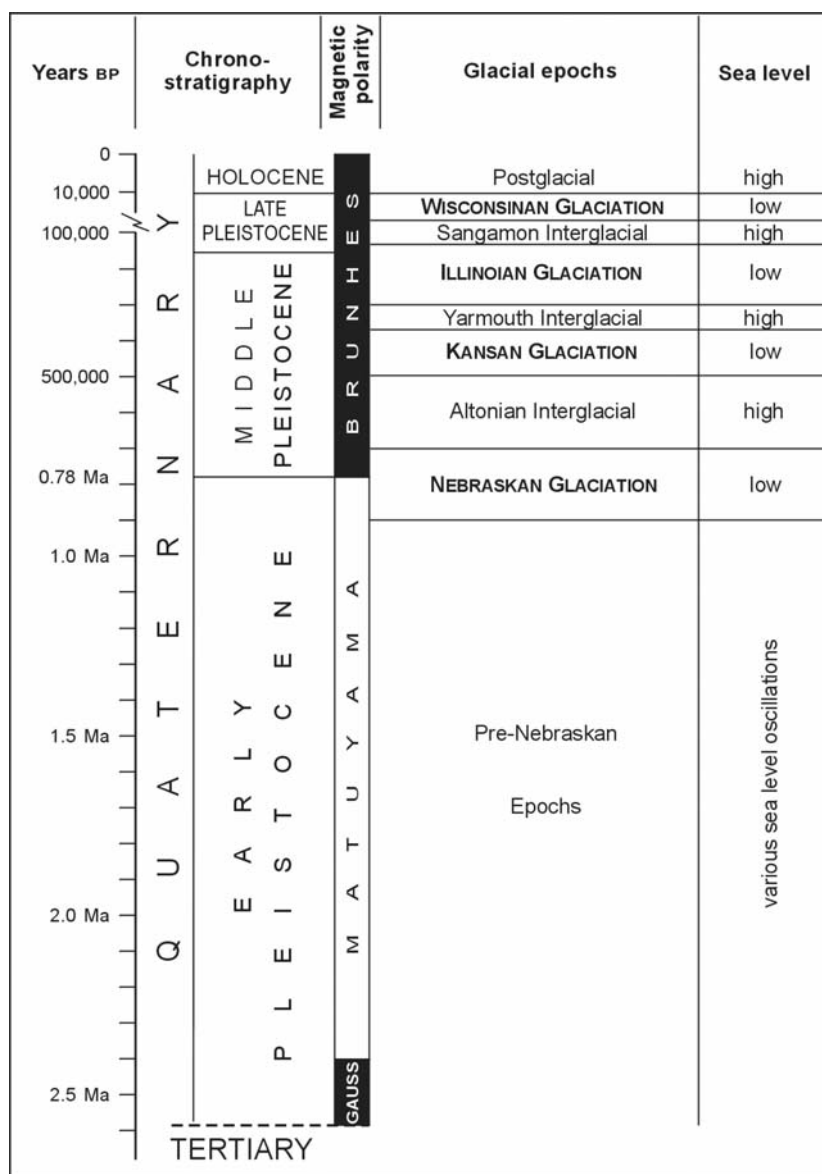 Years BP
Chrono-
stratigraphy
Magnetic
polarity
Glacial epochs
Sea level
0
HOLOCENE
Postglacial
high
10,000
LATE
PLEISTOCENE
WISCONSINAN GLACIATION
low
100,000
Sangamon Interglacial
high
ILLINOIAN GLACIATION
low
Yarmouth Interglacial
high
KANSAN GLACIATION
low
500,000
MIDDLE
PLEISTOCENE
BRUNHES
Altonian Interglacial
high
0.78 Ma
NEBRASKAN GLACIATION
low
1.0 Ma
QUATERNARY
EARLY
PLEISTOCENE
MATUYAMA
1.5 Ma
Pre-Nebraskan
Epochs
various sea level oscillations
2.0 Ma
2.5 Ma
GAUSS
TERTIARY